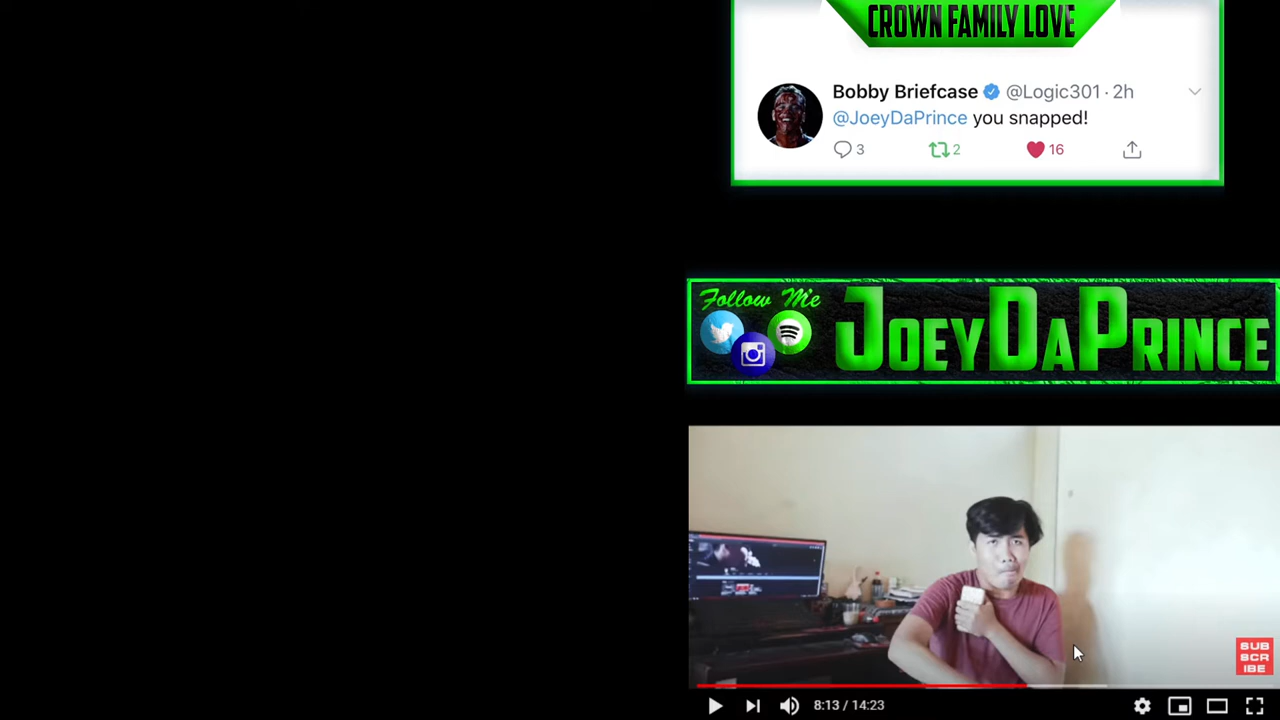 CROWN FAMILY LOVE
Bobby Briefcase @Logic301 · 2h
@JoeyDaPrince you snapped!
3 2 16
Follow Me
JOEYDAPRINCE
SUB
SCR
IBE
8:13 / 14:23